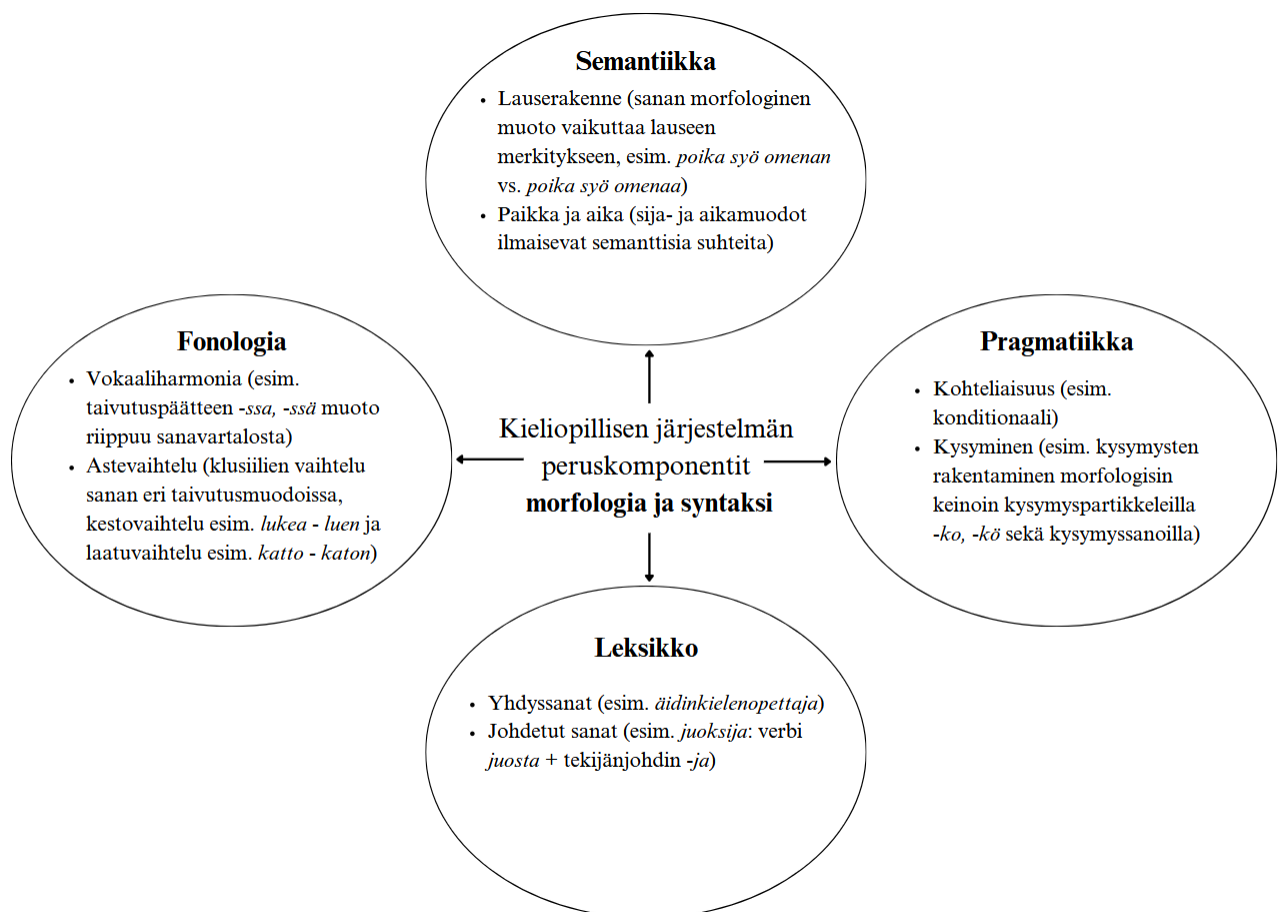 Semantiikka
• Lauserakenne (sanan morfologinen
muoto vaikuttaa lauseen
merkitykseen, esim. poika syö omenan
vs. poika syö omenaa)
• Paikka ja aika (sija- ja aikamuodot
ilmaisevat semanttisia suhteita)
Fonologia
• Vokaaliharmonia (esim.
taivutuspäätteen -ssa, -ssä muoto
riippuu sanavartalosta)
• Astevaihtelu (klusiilien vaihtelu
sanan eri taivutusmuodoissa,
kestovaihtelu esim. lukea - luen ja
laatuvaihtelu esim. katto - katon)
Kieliopillisen järjestelmän
peruskomponentit
morfologia ja syntaksi
Pragmatiikka
• Kohteliaisuus (esim.
konditionaali)
• Kysyminen (esim. kysymysten
rakentaminen morfologisin
keinoin kysymyspartikkeleilla
-ko, -kö sekä kysymyssanoilla)
Leksikko
• Yhdyssanat (esim. äidinkielenopettaja)
• Johdetut sanat (esim. juoksija: verbi
juosta + tekijänjohdin -ja)